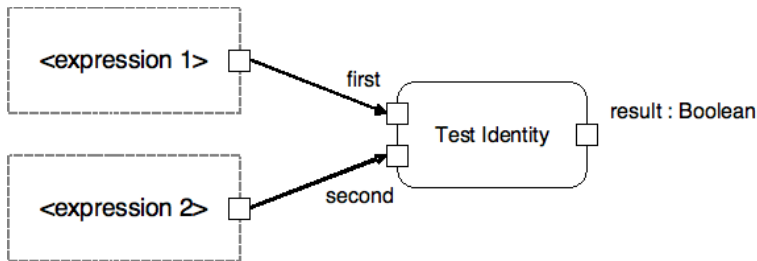 <expression 1>
first
Test Identity
result : Boolean
second
<expression 2>